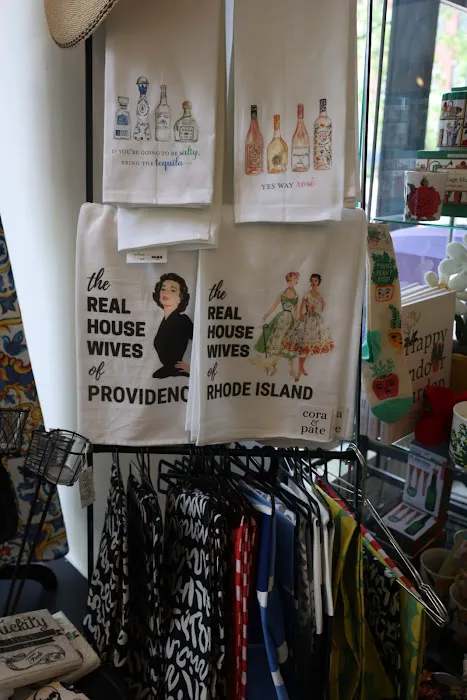 IF YOU'RE GOING TO BE salty,
BRING THE tequila
YES WAY rosé
the
REAL
HOUSE
WIVES
of
PROVIDENC
the
REAL
HOUSE
WIVES
of
RHODE ISLAND
cora
&
pate
Happy